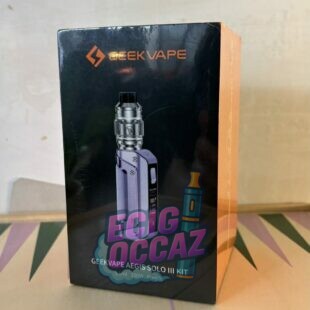 GEEKVAPE
ECIG
OCCAZ
GEEKVAPE AEGIS SOLO III KIT